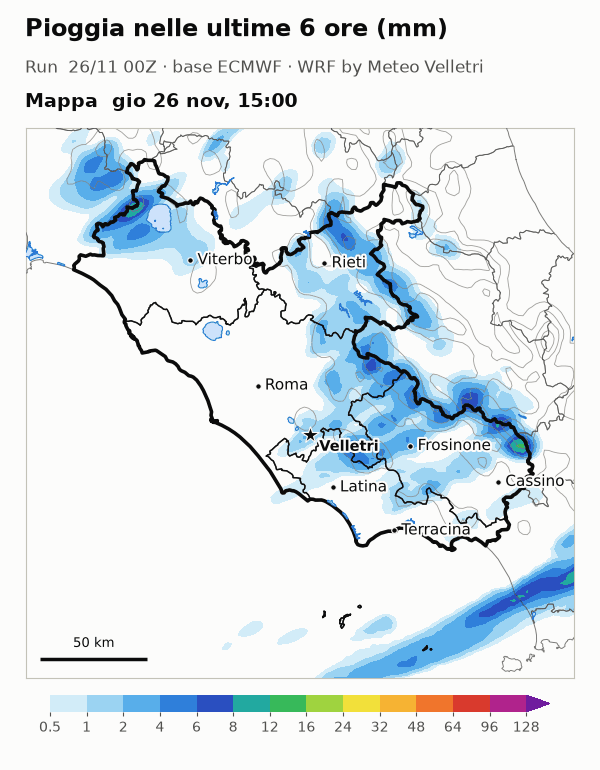 Pioggia nelle ultime 6 ore (mm)
Run 26/11 00Z · base ECMWF · WRF by Meteo Velletri
Mappa gio 26 nov, 15:00
Viterbo
Rieti
Roma
Velletri
Frosinone
Cassino
Latina
Terracina
50 km
0.5 1 2 4 6 8 12 16 24 32 48 64 96 128